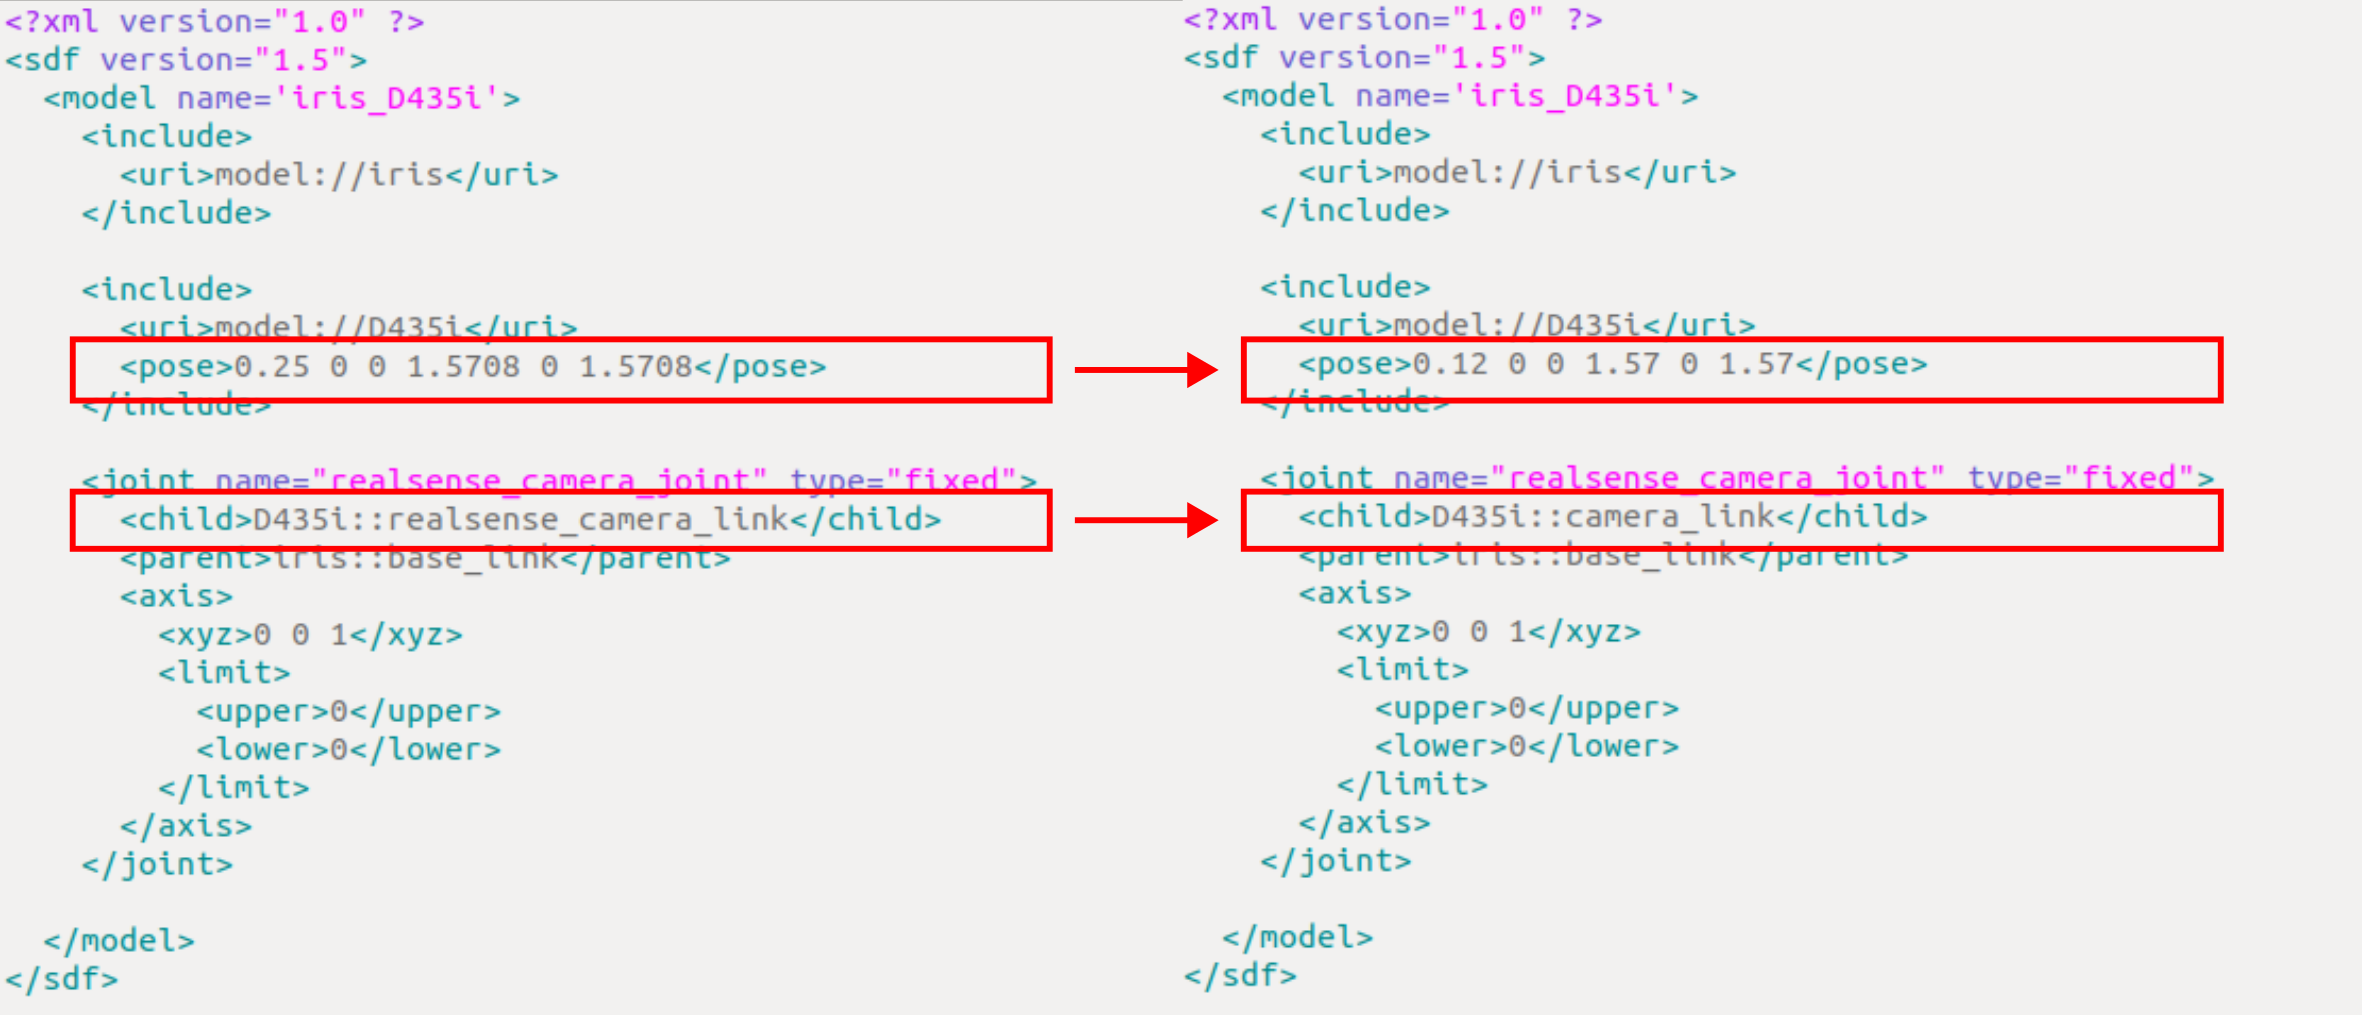 <?xml version="1.0" ?>
<sdf version="1.5">
  <model name='iris_D435i'>
    <include>
      <uri>model://iris</uri>
    </include>

    <include>
      <uri>model://D435i</uri>
      <pose>0.25 0 0 1.5708 0 1.5708</pose>
    </include>

    <joint name="realsense_camera_joint" type="fixed">
      <child>D435i::realsense_camera_link</child>
      <parent>iris::base_link</parent>
      <axis>
        <xyz>0 0 1</xyz>
        <limit>
          <upper>0</upper>
          <lower>0</lower>
        </limit>
      </axis>
    </joint>

  </model>
</sdf>
<?xml version="1.0" ?>
<sdf version="1.5">
  <model name='iris_D435i'>
    <include>
      <uri>model://iris</uri>
    </include>

    <include>
      <uri>model://D435i</uri>
      <pose>0.12 0 0 1.57 0 1.57</pose>
    </include>

    <joint name="realsense_camera_joint" type="fixed">
      <child>D435i::camera_link</child>
      <parent>iris::base_link</parent>
      <axis>
        <xyz>0 0 1</xyz>
        <limit>
          <upper>0</upper>
          <lower>0</lower>
        </limit>
      </axis>
    </joint>

  </model>
</sdf>